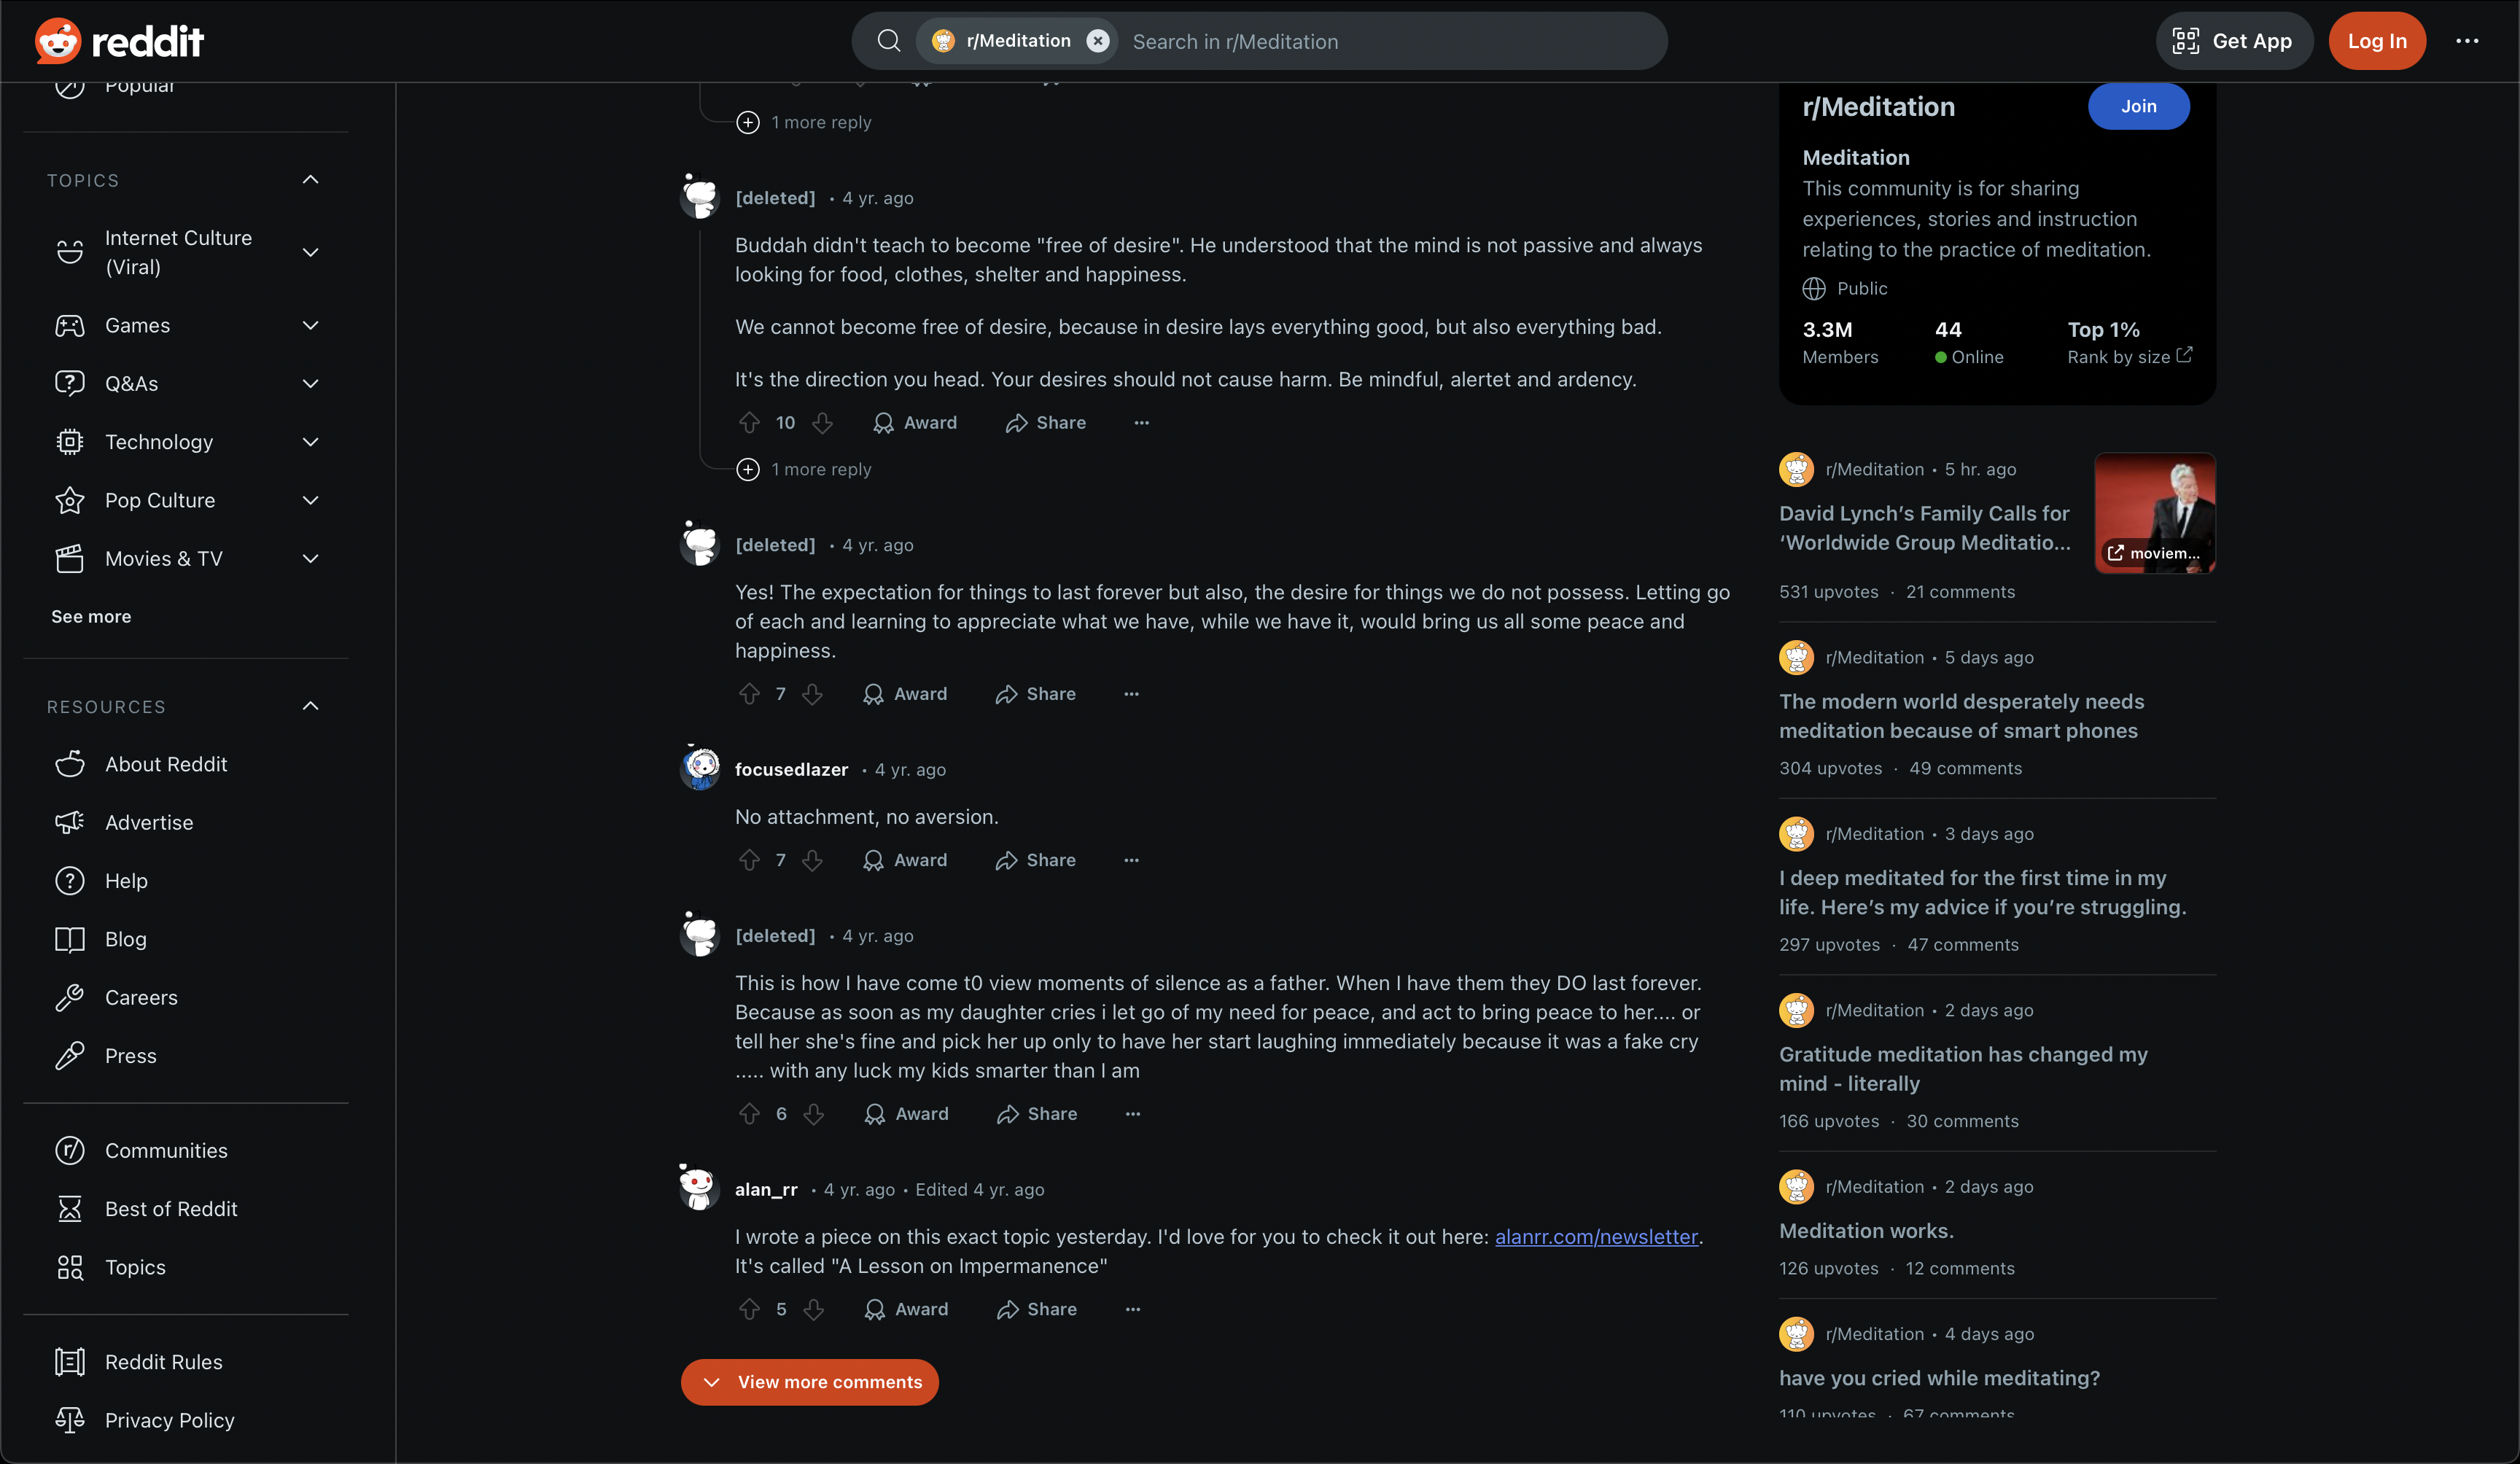 reddit
r/Meditation
Search in r/Meditation
Get App
Log In
Popular
TOPICS
Internet Culture
(Viral)
Games
Q&As
Technology
Pop Culture
Movies & TV
See more
RESOURCES
About Reddit
Advertise
Help
Blog
Careers
Press
Communities
Best of Reddit
Topics
Reddit Rules
Privacy Policy
1 more reply
[deleted] • 4 yr. ago
Buddah didn't teach to become "free of desire". He understood that the mind is not passive and always
looking for food, clothes, shelter and happiness.
We cannot become free of desire, because in desire lays everything good, but also everything bad.
It's the direction you head. Your desires should not cause harm. Be mindful, alertet and ardency.
10 Award Share
1 more reply
[deleted] • 4 yr. ago
Yes! The expectation for things to last forever but also, the desire for things we do not possess. Letting go
of each and learning to appreciate what we have, while we have it, would bring us all some peace and
happiness.
7 Award Share
focusedlazer • 4 yr. ago
No attachment, no aversion.
7 Award Share
[deleted] • 4 yr. ago
This is how I have come t0 view moments of silence as a father. When I have them they DO last forever.
Because as soon as my daughter cries i let go of my need for peace, and act to bring peace to her.... or
tell her she's fine and pick her up only to have her start laughing immediately because it was a fake cry
..... with any luck my kids smarter than I am
6 Award Share
alan_rr • 4 yr. ago • Edited 4 yr. ago
I wrote a piece on this exact topic yesterday. I'd love for you to check it out here: alanrr.com/newsletter.
It's called "A Lesson on Impermanence"
5 Award Share
View more comments
r/Meditation
Join
Meditation
This community is for sharing
experiences, stories and instruction
relating to the practice of meditation.
Public
3.3M 44 Top 1%
Members Online Rank by size
r/Meditation • 5 hr. ago
David Lynch’s Family Calls for
‘Worldwide Group Meditatio...
moviem...
531 upvotes · 21 comments
r/Meditation • 5 days ago
The modern world desperately needs
meditation because of smart phones
304 upvotes · 49 comments
r/Meditation • 3 days ago
I deep meditated for the first time in my
life. Here’s my advice if you’re struggling.
297 upvotes · 47 comments
r/Meditation • 2 days ago
Gratitude meditation has changed my
mind - literally
166 upvotes · 30 comments
r/Meditation • 2 days ago
Meditation works.
126 upvotes · 12 comments
r/Meditation • 4 days ago
have you cried while meditating?
110 upvotes · 67 comments